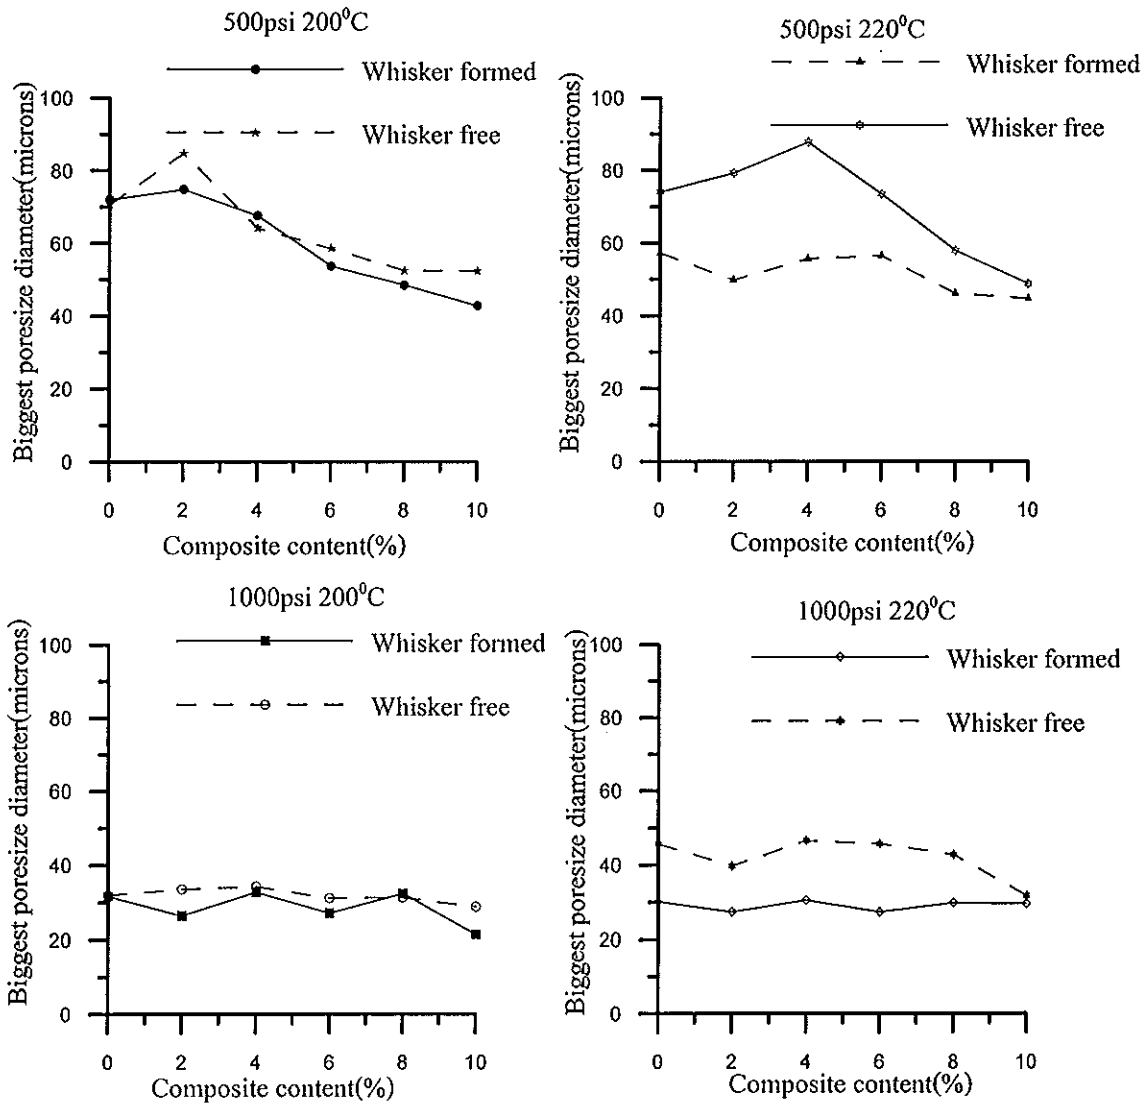 500psi 200⁰C
Whisker formed
Whisker free
Biggest poresize diameter(microns)
100
80
60
40
20
0
0 2 4 6 8 10
Composite content(%)
500psi 220⁰C
Whisker formed
Whisker free
Biggest poresize diameter(microns)
100
80
60
40
20
0
0 2 4 6 8 10
Composite content(%)
1000psi 200⁰C
Whisker formed
Whisker free
Biggest poresize diameter(microns)
100
80
60
40
20
0
0 2 4 6 8 10
Composite content(%)
1000psi 220⁰C
Whisker formed
Whisker free
Biggest poresize diameter(microns)
100
80
60
40
20
0
0 2 4 6 8 10
Composite content(%)